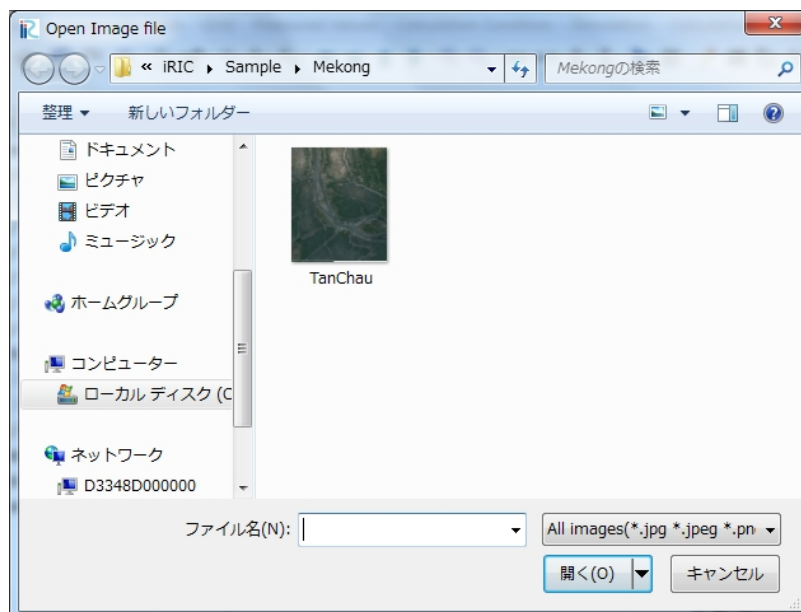 Open Image file
« iRIC ▸ Sample ▸ Mekong
Mekongの検索
整理
新しいフォルダー
ドキュメント
ピクチャ
ビデオ
ミュージック
ホームグループ
コンピューター
ローカル ディスク (C
ネットワーク
D3348D000000
TanChau
ファイル名(N):
All images(*.jpg *.jpeg *.pn
開く(O)
キャンセル